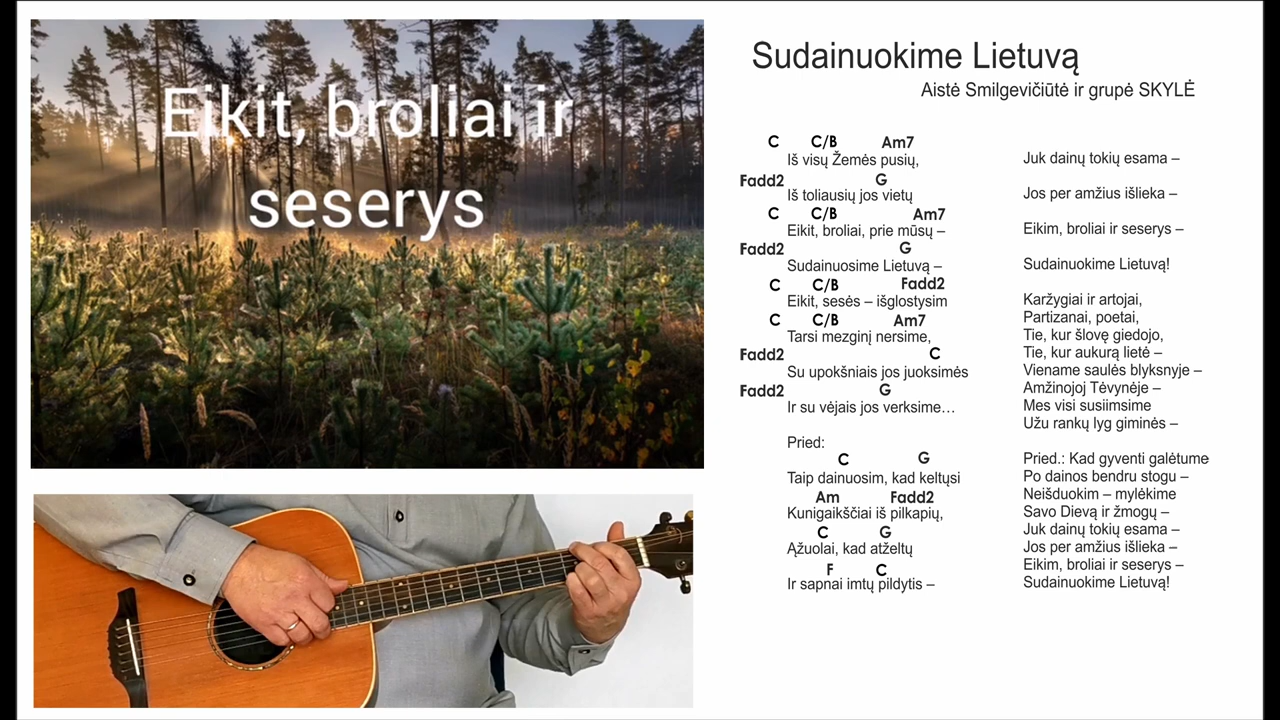 Eikit, broliai ir
seserys
Sudainuokime Lietuvą
Aistė Smilgevičiūtė ir grupė SKYLĖ
C C/B Am7
Iš visų Žemės pusių,
Fadd2 G
Iš toliausių jos vietų
C C/B Am7
Eikit, broliai, prie mūsų –
Fadd2 G
Sudainuosime Lietuvą –
C C/B Fadd2
Eikit, sesės – išglostysim
C C/B Am7
Tarsi mezginį nersime,
Fadd2 C
Su upokšniais jos juoksimės
Fadd2 G
Ir su vėjais jos verksime…
Pried:
C G
Taip dainuosim, kad keltųsi
Am Fadd2
Kunigaikščiai iš pilkapių,
C G
Ąžuolai, kad atželtų
F C
Ir sapnai imtų pildytis –
Juk dainų tokių esama –
Jos per amžius išlieka –
Eikim, broliai ir seserys –
Sudainuokime Lietuvą!
Karžygiai ir artojai,
Partizanai, poetai,
Tie, kur šlovę giedojo,
Tie, kur aukurą lietė –
Viename saulės blyksnyje –
Amžinojoj Tėvynėje –
Mes visi susiimsime
Užu rankų lyg giminės –
Pried.: Kad gyventi galėtume
Po dainos bendru stogu –
Neišduokim – mylėkime
Savo Dievą ir žmogų –
Juk dainų tokių esama –
Jos per amžius išlieka –
Eikim, broliai ir seserys –
Sudainuokime Lietuvą!